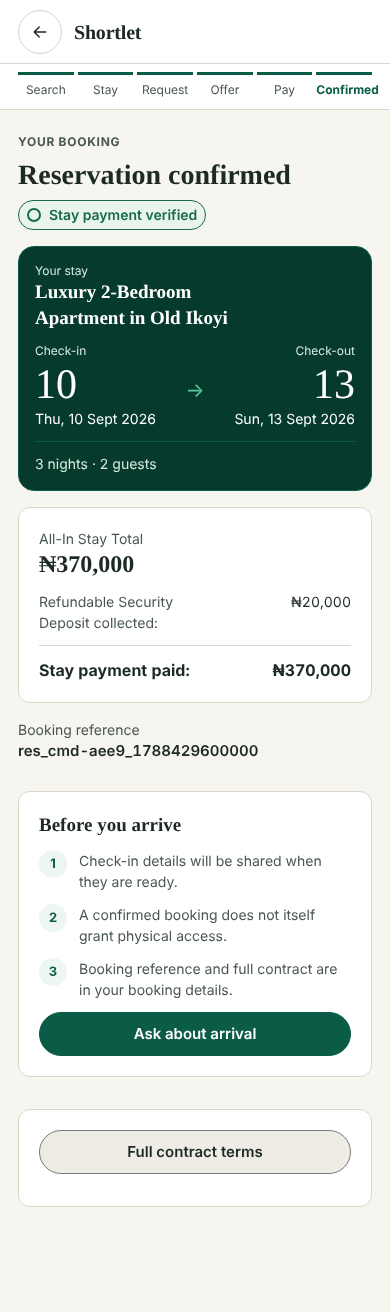 Shortlet
Search Stay Request Offer Pay Confirmed
YOUR BOOKING
Reservation confirmed
Stay payment verified
Your stay
Luxury 2-Bedroom
Apartment in Old Ikoyi
Check-in Check-out
10 → 13
Thu, 10 Sept 2026 Sun, 13 Sept 2026
3 nights · 2 guests
All-In Stay Total
₦370,000
Refundable Security ₦20,000
Deposit collected:
Stay payment paid: ₦370,000
Booking reference
res_cmd-aee9_1788429600000
Before you arrive
1 Check-in details will be shared when
they are ready.
2 A confirmed booking does not itself
grant physical access.
3 Booking reference and full contract are
in your booking details.
Ask about arrival
Full contract terms